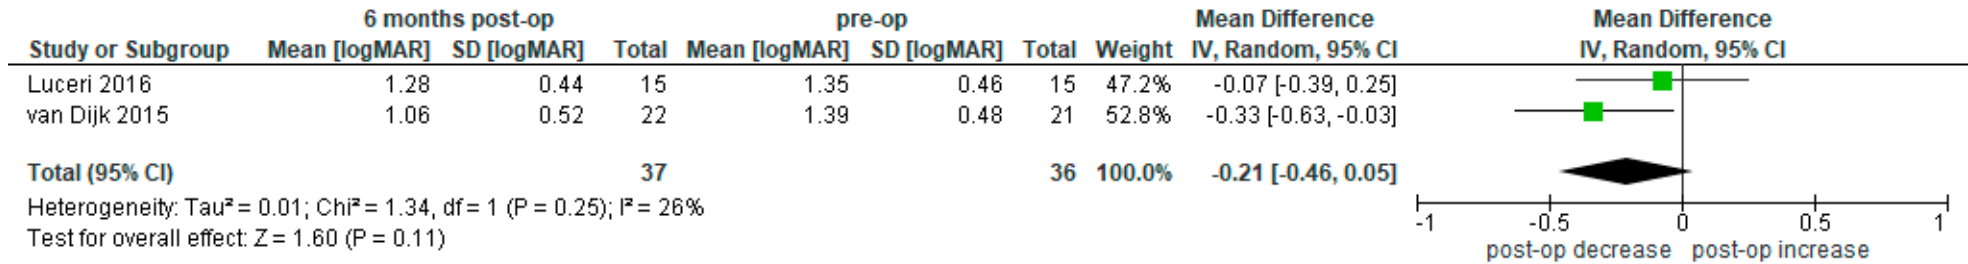 6 months post-op pre-op Mean Difference Mean Difference
Study or Subgroup Mean [logMAR] SD [logMAR] Total Mean [logMAR] SD [logMAR] Total Weight IV, Random, 95% CI IV, Random, 95% CI
Luceri 2016 1.28 0.44 15 1.35 0.46 15 47.2% -0.07 [-0.39, 0.25]
van Dijk 2015 1.06 0.52 22 1.39 0.48 21 52.8% -0.33 [-0.63, -0.03]
Total (95% CI) 37 36 100.0% -0.21 [-0.46, 0.05]
Heterogeneity: Tau² = 0.01; Chi² = 1.34, df = 1 (P = 0.25); I² = 26%
Test for overall effect: Z = 1.60 (P = 0.11)
-1 -0.5 0 0.5 1
post-op decrease post-op increase